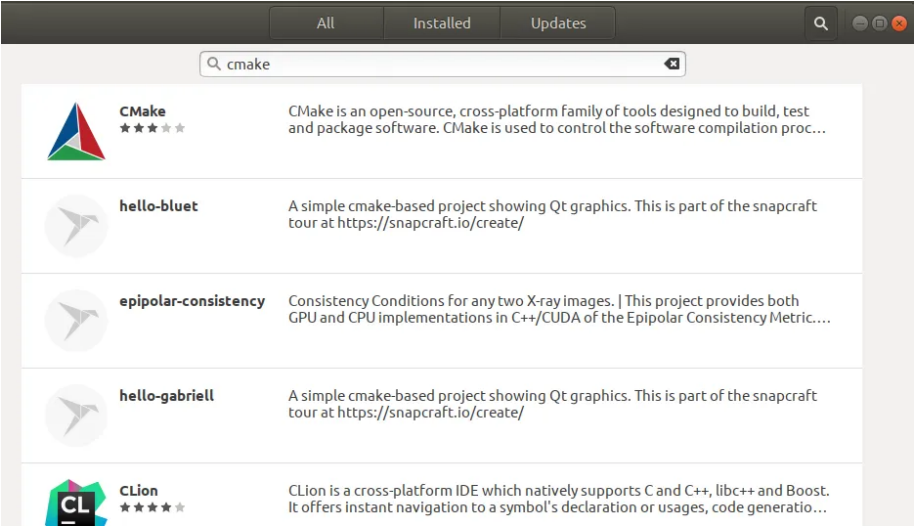 All Installed Updates
cmake
CMake
CMake is an open-source, cross-platform family of tools designed to build, test
and package software. CMake is used to control the software compilation proc…
hello-bluet
A simple cmake-based project showing Qt graphics. This is part of the snapcraft
tour at https://snapcraft.io/create/
epipolar-consistency
Consistency Conditions for any two X-ray images. | This project provides both
GPU and CPU implementations in C++/CUDA of the Epipolar Consistency Metric.…
hello-gabriell
A simple cmake-based project showing Qt graphics. This is part of the snapcraft
tour at https://snapcraft.io/create/
CL
CLion
CLion is a cross-platform IDE which natively supports C and C++, libc++ and Boost.
It offers instant navigation to a symbol's declaration or usages, code generatio…